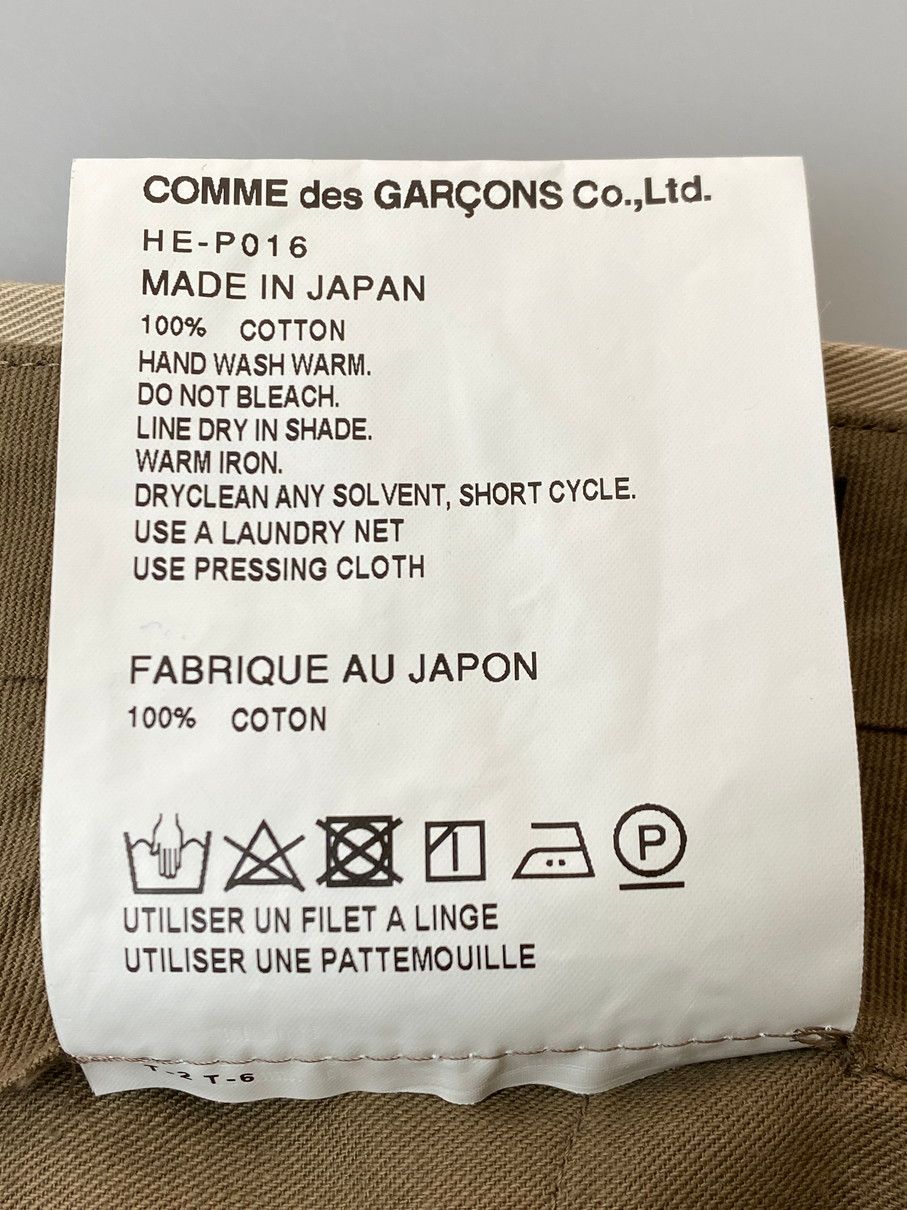 COMME des GARÇONS Co.,Ltd.
HE-P016
MADE IN JAPAN
100% COTTON
HAND WASH WARM.
DO NOT BLEACH.
LINE DRY IN SHADE.
WARM IRON.
DRYCLEAN ANY SOLVENT, SHORT CYCLE.
USE A LAUNDRY NET
USE PRESSING CLOTH
FABRIQUE AU JAPON
100% COTON
P
UTILISER UN FILET A LINGE
UTILISER UNE PATTEMOUILLE
T-2 T-6